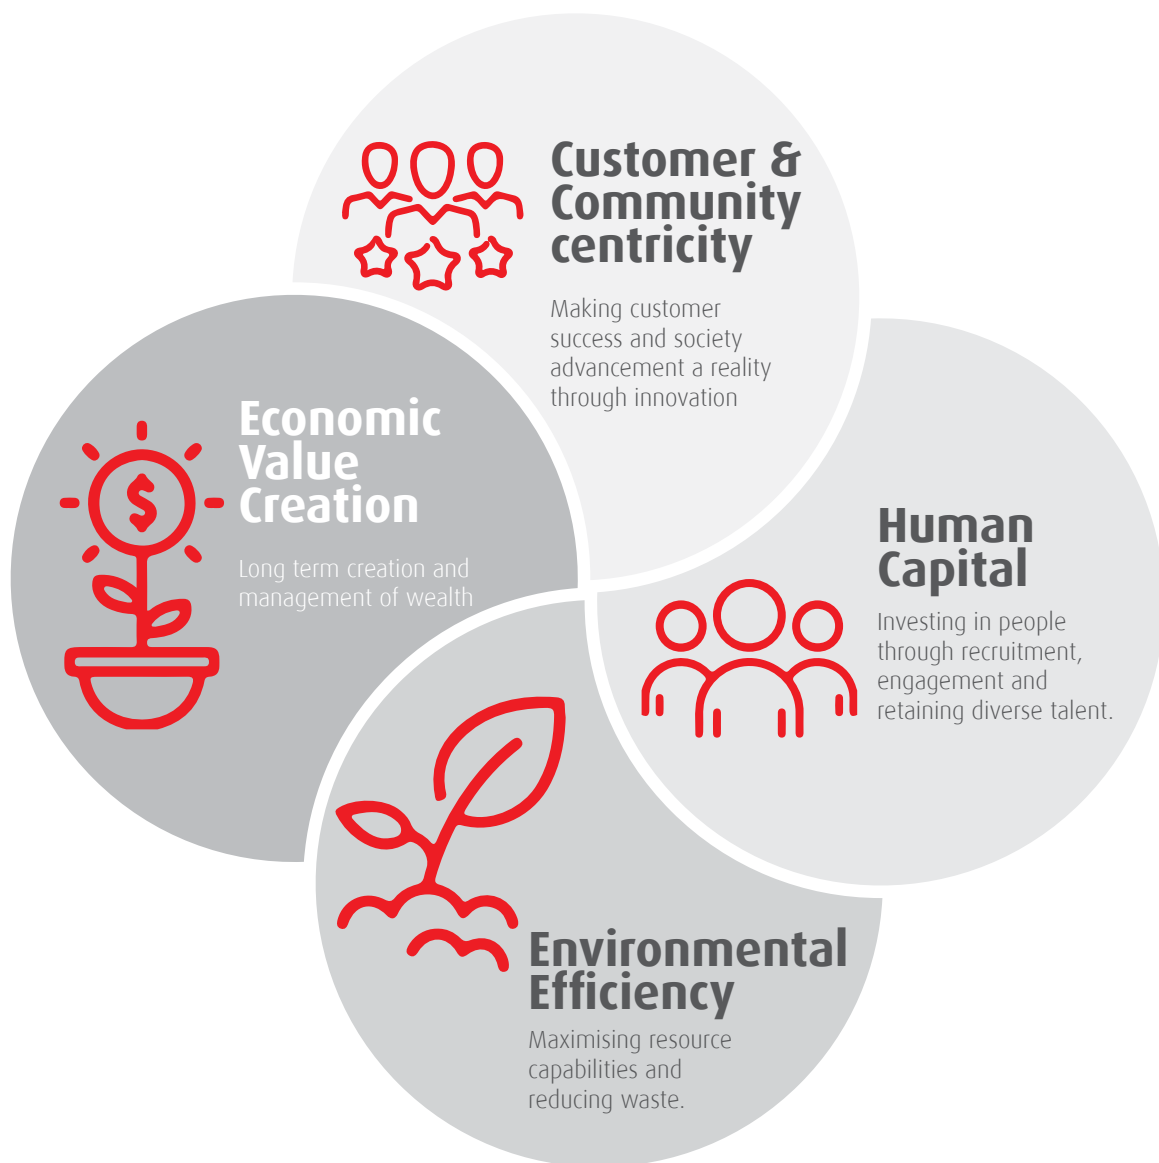 Customer &
Community
centricity
Making customer
success and society
advancement a reality
through innovation
Economic
Value
Creation
Long term creation and
management of wealth
Human
Capital
Investing in people
through recruitment,
engagement and
retaining diverse talent.
Environmental
Efficiency
Maximising resource
capabilities and
reducing waste.
$